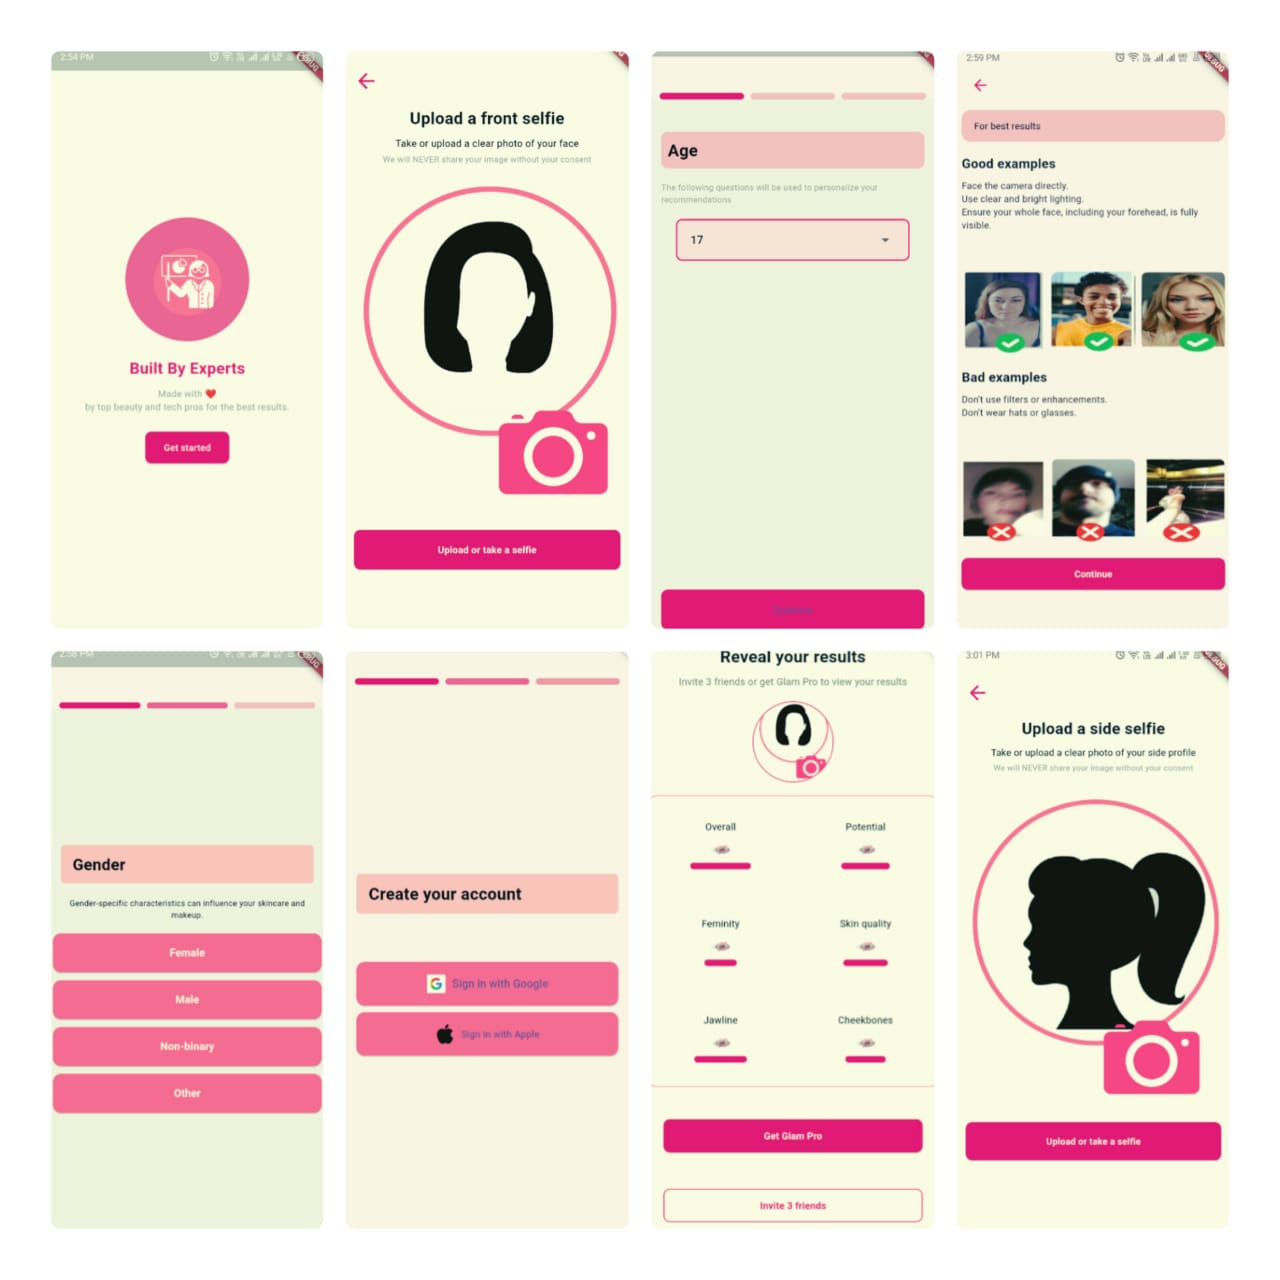 2:54 PM
Built By Experts
Made with ❤️
by top beauty and tech pros for the best results.
Get started
Upload a front selfie
Take or upload a clear photo of your face
We will NEVER share your image without your consent
Upload or take a selfie
Age
The following questions will be used to personalize your
recommendations
17
Continue
2:59 PM
For best results
Good examples
Face the camera directly.
Use clear and bright lighting.
Ensure your whole face, including your forehead, is fully
visible.
Bad examples
Don't use filters or enhancements.
Don't wear hats or glasses.
Continue
2:58 PM
Gender
Gender-specific characteristics can influence your skincare and
makeup.
Female
Male
Non-binary
Other
Create your account
Sign in with Google
Sign in with Apple
Reveal your results
Invite 3 friends or get Glam Pro to view your results
Overall
Potential
Feminity
Skin quality
Jawline
Cheekbones
Get Glam Pro
Invite 3 friends
3:01 PM
Upload a side selfie
Take or upload a clear photo of your side profile
We will NEVER share your image without your consent
Upload or take a selfie